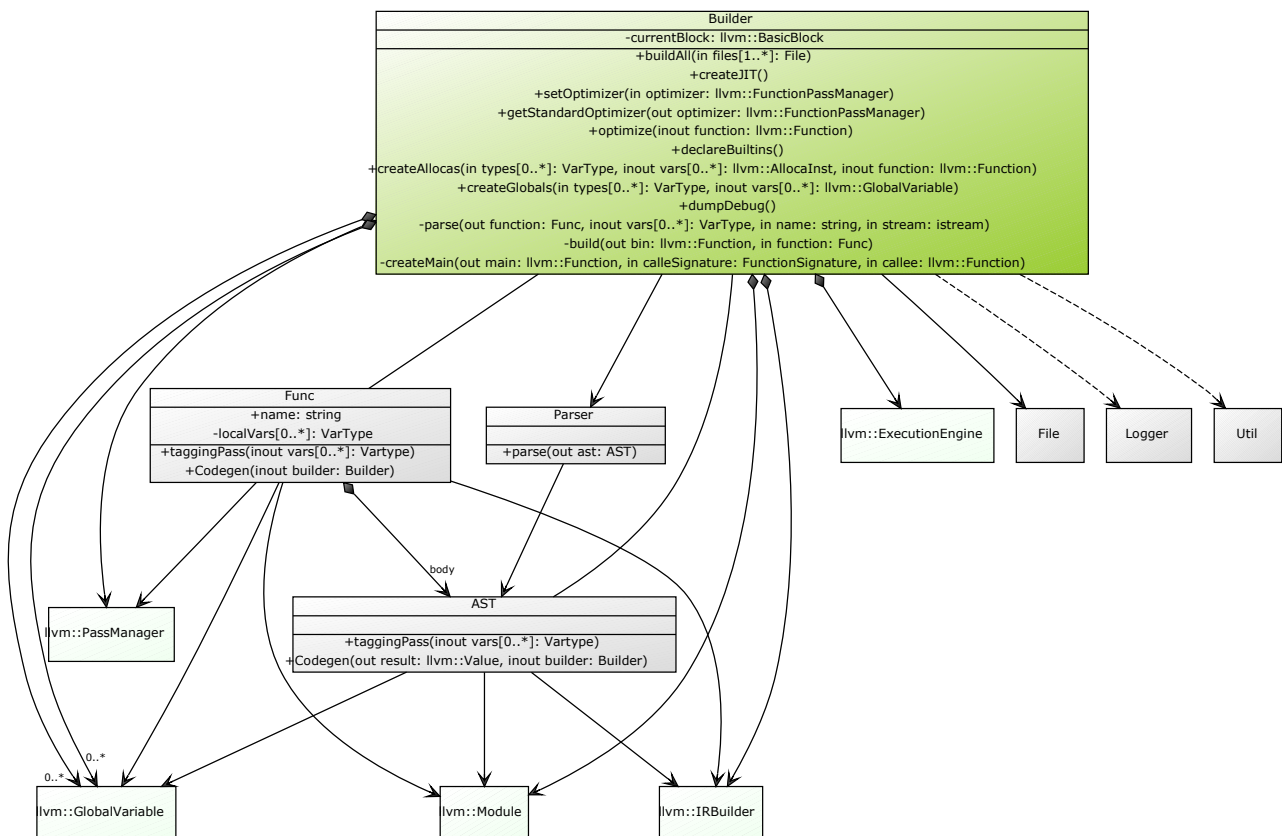 Builder
-currentBlock: llvm::BasicBlock
+buildAll(in files[1..*]: File)
+createJIT()
+setOptimizer(in optimizer: llvm::FunctionPassManager)
+getStandardOptimizer(out optimizer: llvm::FunctionPassManager)
+optimize(inout function: llvm::Function)
+declareBuiltins()
+createAllocas(in types[0..*]: VarType, inout vars[0..*]: llvm::AllocaInst, inout function: llvm::Function)
+createGlobals(in types[0..*]: VarType, inout vars[0..*]: llvm::GlobalVariable)
+dumpDebug()
-parse(out function: Func, inout vars[0..*]: VarType, in name: string, in stream: istream)
-build(out bin: llvm::Function, in function: Func)
-createMain(out main: llvm::Function, in calleSignature: FunctionSignature, in callee: llvm::Function)
Func
+name: string
-localVars[0..*]: VarType
+taggingPass(inout vars[0..*]: Vartype)
+Codegen(inout builder: Builder)
Parser
+parse(out ast: AST)
llvm::ExecutionEngine
File
Logger
Util
body
AST
+taggingPass(inout vars[0..*]: Vartype)
+Codegen(out result: llvm::Value, inout builder: Builder)
llvm::PassManager
0..*
0..*
llvm::GlobalVariable
llvm::Module
llvm::IRBuilder